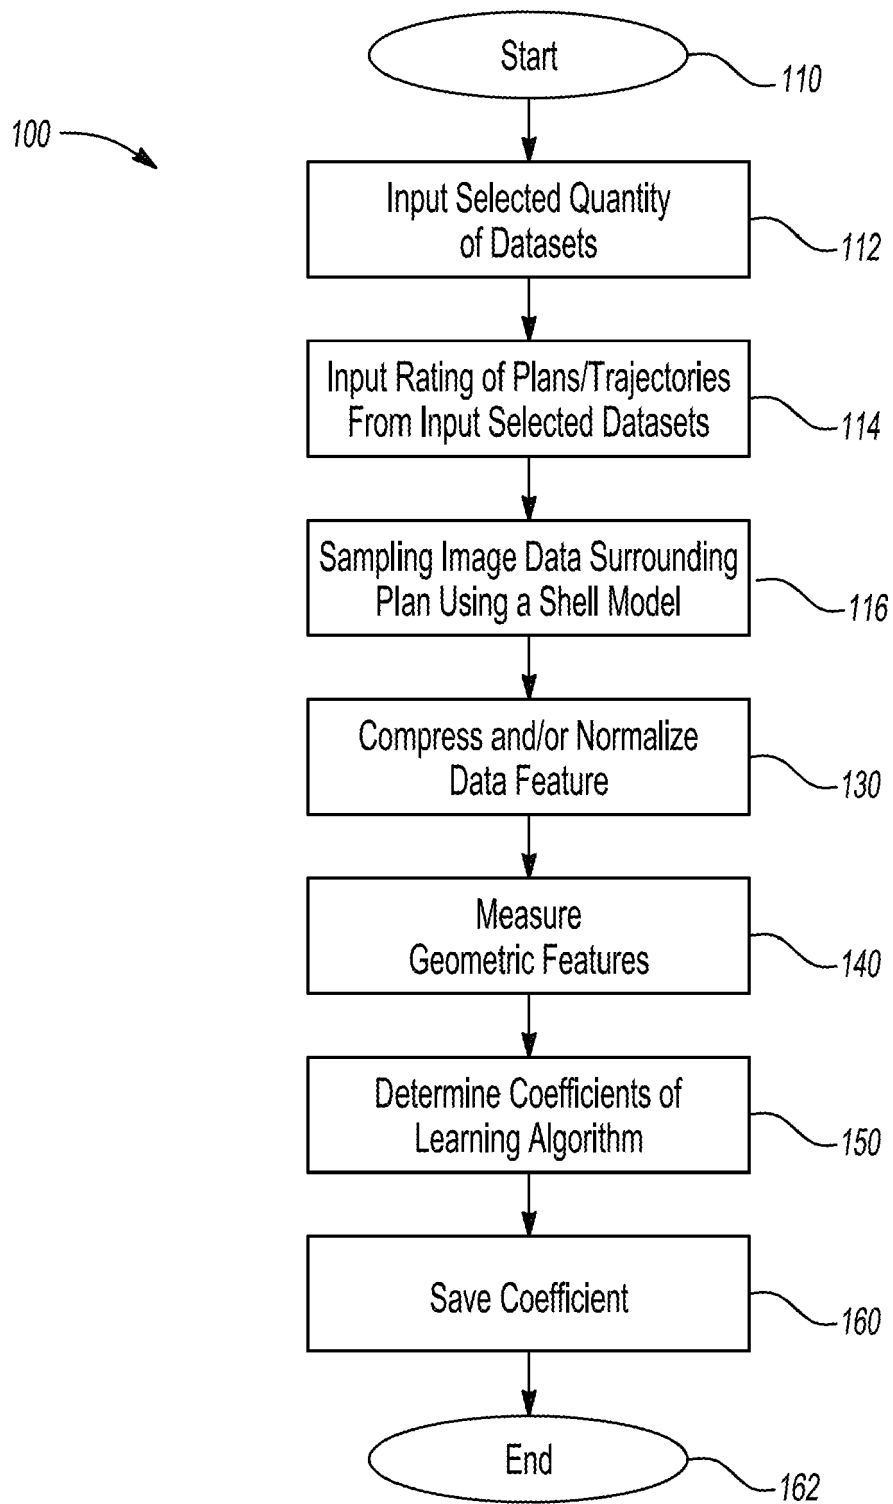 Start
110
100
Input Selected Quantity
of Datasets
112
Input Rating of Plans/Trajectories
From Input Selected Datasets
114
Sampling Image Data Surrounding
Plan Using a Shell Model
116
Compress and/or Normalize
Data Feature
130
Measure
Geometric Features
140
Determine Coefficients of
Learning Algorithm
150
Save Coefficient
160
End
162